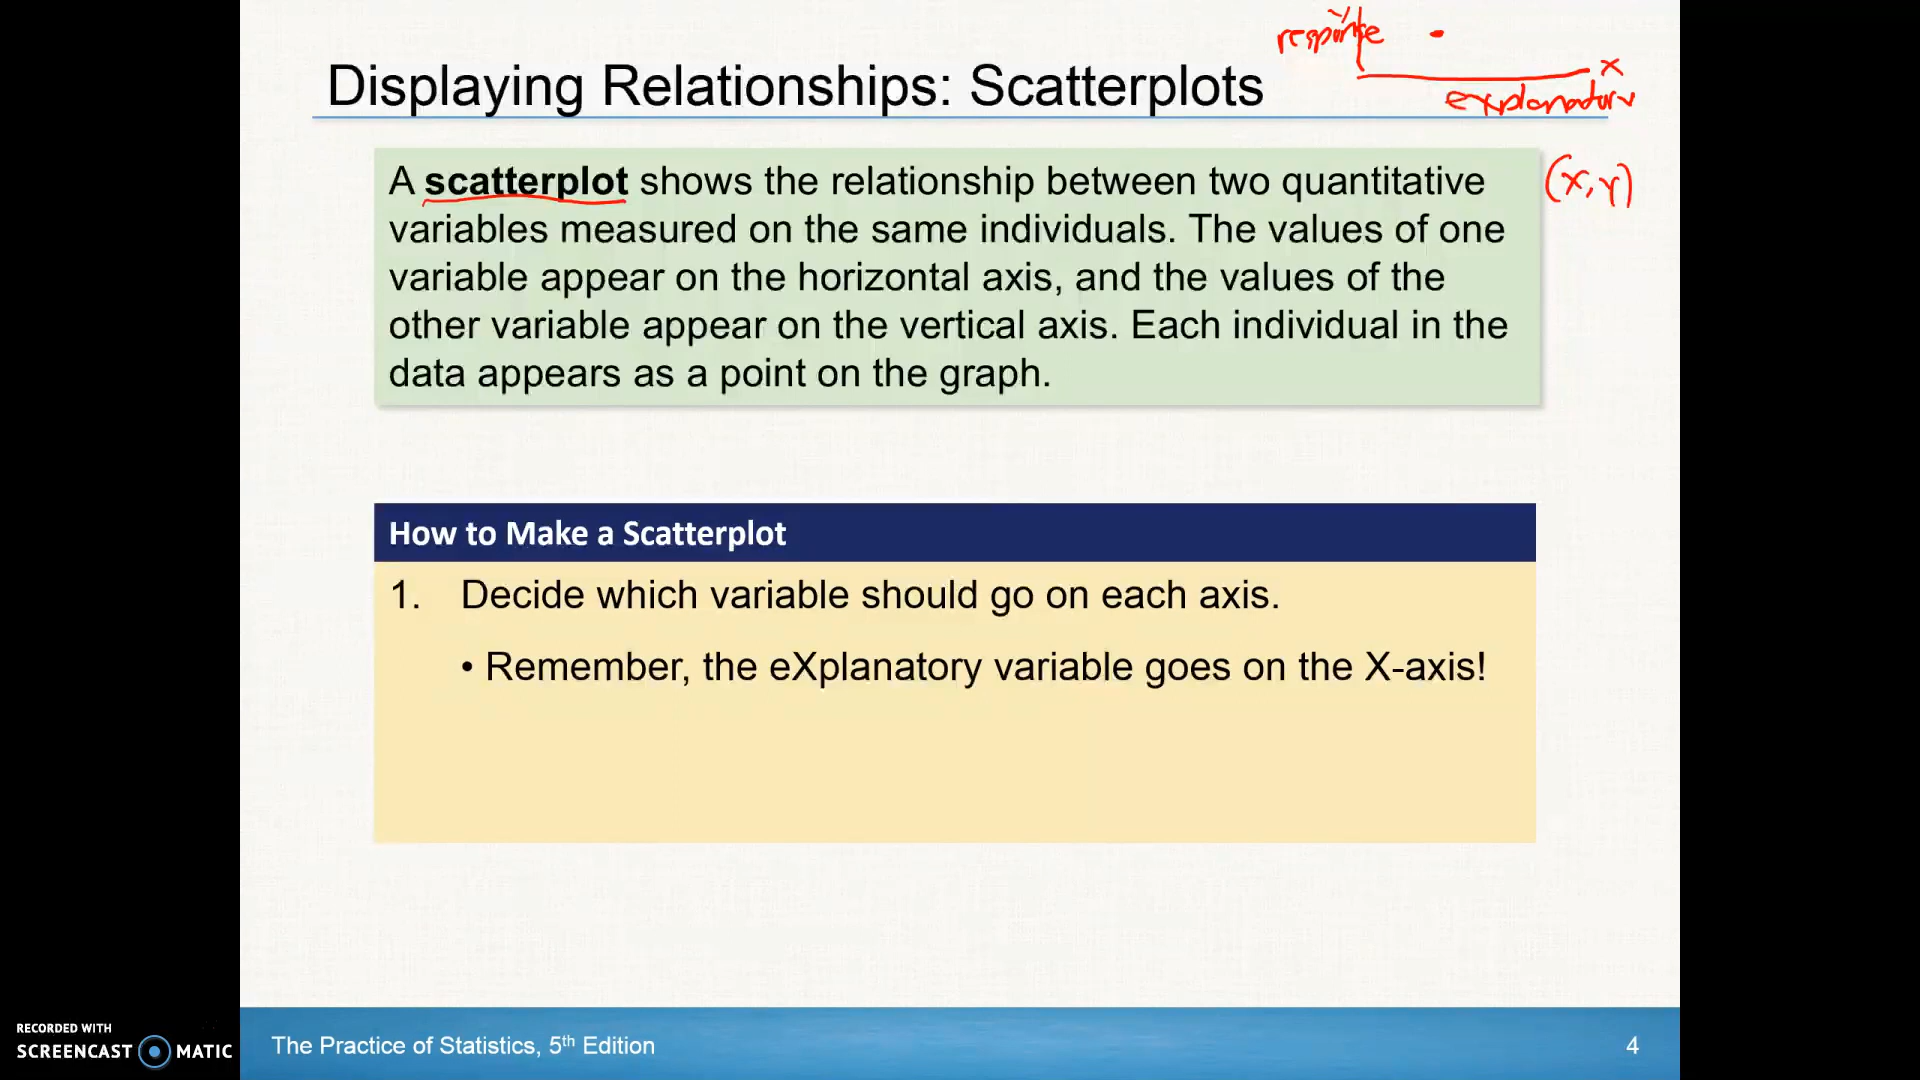 Y
response
x
explanatory
Displaying Relationships: Scatterplots
A scatterplot shows the relationship between two quantitative
variables measured on the same individuals. The values of one
variable appear on the horizontal axis, and the values of the
other variable appear on the vertical axis. Each individual in the
data appears as a point on the graph.
(x,y)
How to Make a Scatterplot
1. Decide which variable should go on each axis.
• Remember, the eXplanatory variable goes on the X-axis!
RECORDED WITH
SCREENCAST MATIC
The Practice of Statistics, 5th Edition
4